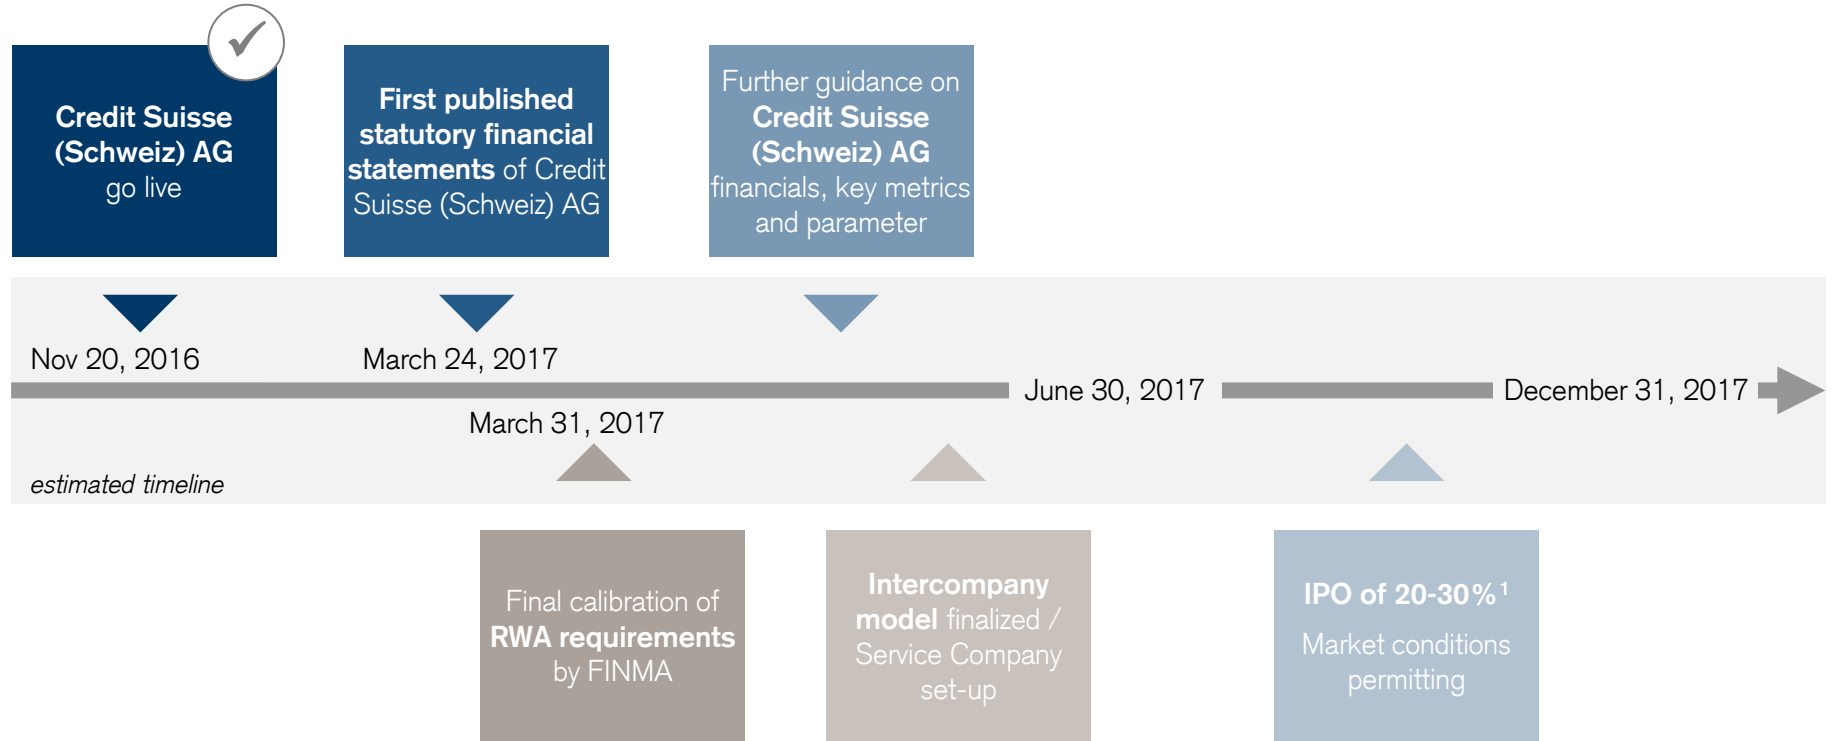 Credit Suisse
(Schweiz) AG
go live
First published
statutory financial
statements of Credit
Suisse (Schweiz) AG
Further guidance on
Credit Suisse
(Schweiz) AG
financials, key metrics
and parameter
Nov 20, 2016
March 24, 2017
June 30, 2017
December 31, 2017
March 31, 2017
estimated timeline
Final calibration of
RWA requirements
by FINMA
Intercompany
model finalized /
Service Company
set-up
IPO of 20-30%¹
Market conditions
permitting